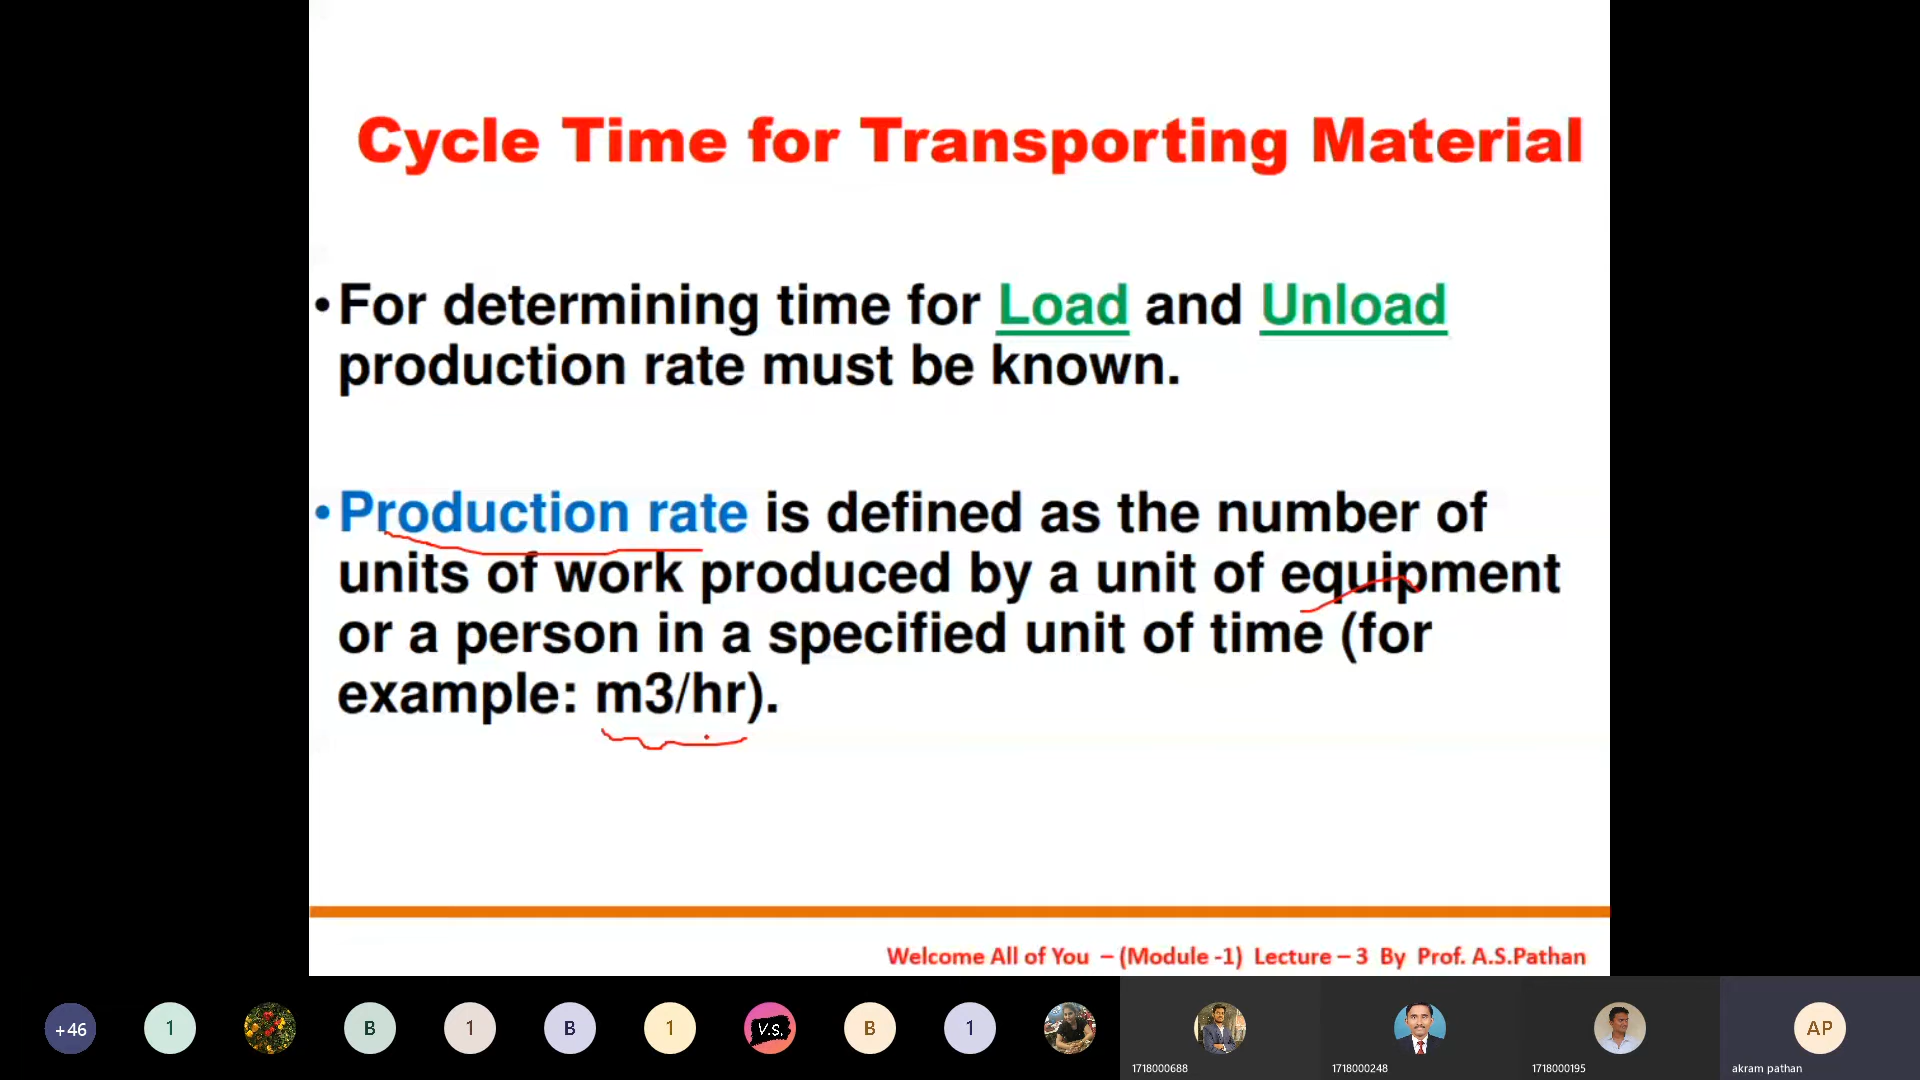 Cycle Time for Transporting Material
•For determining time for Load and Unload
production rate must be known.
•Production rate is defined as the number of
units of work produced by a unit of equipment
or a person in a specified unit of time (for
example: m3/hr).
Welcome All of You – (Module -1) Lecture – 3 By Prof. A.S.Pathan
+46 1 B 1 B 1 V.s. B 1 AP
1718000688 1718000248 1718000195 akram pathan